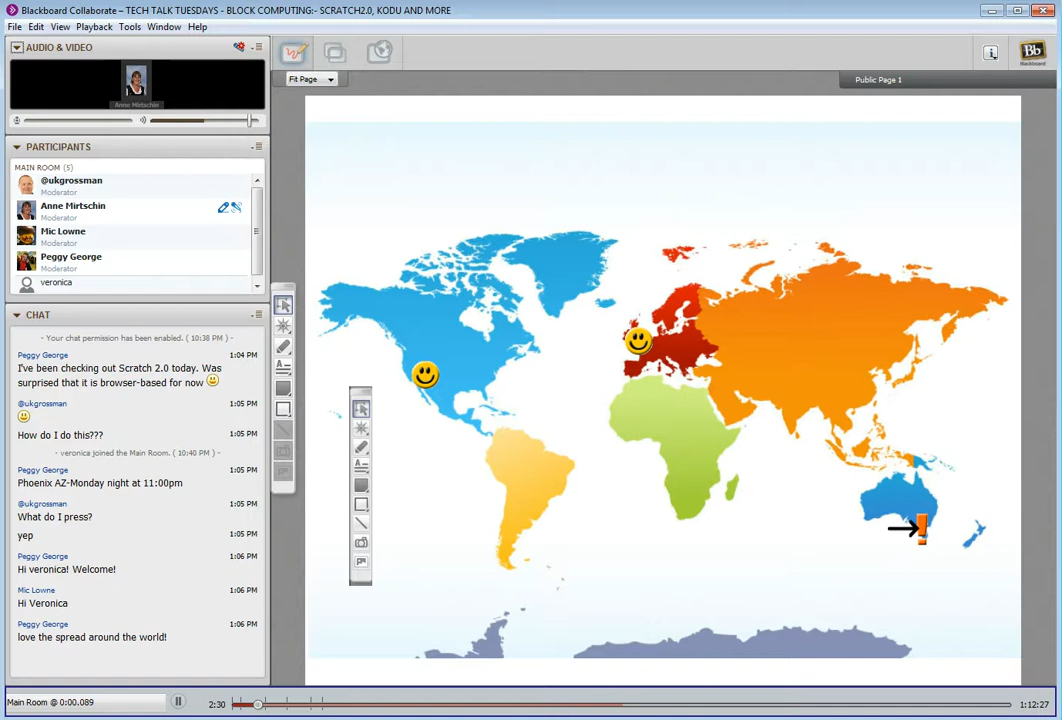 Blackboard Collaborate – TECH TALK TUESDAYS - BLOCK COMPUTING:- SCRATCH2.0, KODU AND MORE
File Edit View Playback Tools Window Help
AUDIO & VIDEO
Anne Mirtschin
Fit Page
Public Page 1
i
Bb
Blackboard
PARTICIPANTS
MAIN ROOM (5)
@ukgrossman
Moderator
Anne Mirtschin
Moderator
Mic Lowne
Moderator
Peggy George
Moderator
veronica
CHAT
- Your chat permission has been enabled. ( 10:38 PM ) -
Peggy George 1:04 PM
I've been checking out Scratch 2.0 today. Was
surprised that it is browser-based for now
@ukgrossman 1:05 PM
How do I do this??? 1:05 PM
- veronica joined the Main Room. ( 10:40 PM ) -
Peggy George 1:05 PM
Phoenix AZ-Monday night at 11:00pm
@ukgrossman 1:05 PM
What do I press?
yep 1:05 PM
Peggy George 1:06 PM
Hi veronica! Welcome!
Mic Lowne 1:06 PM
Hi Veronica
Peggy George 1:06 PM
love the spread around the world!
Main Room @ 0:00.089
2:30
1:12:27